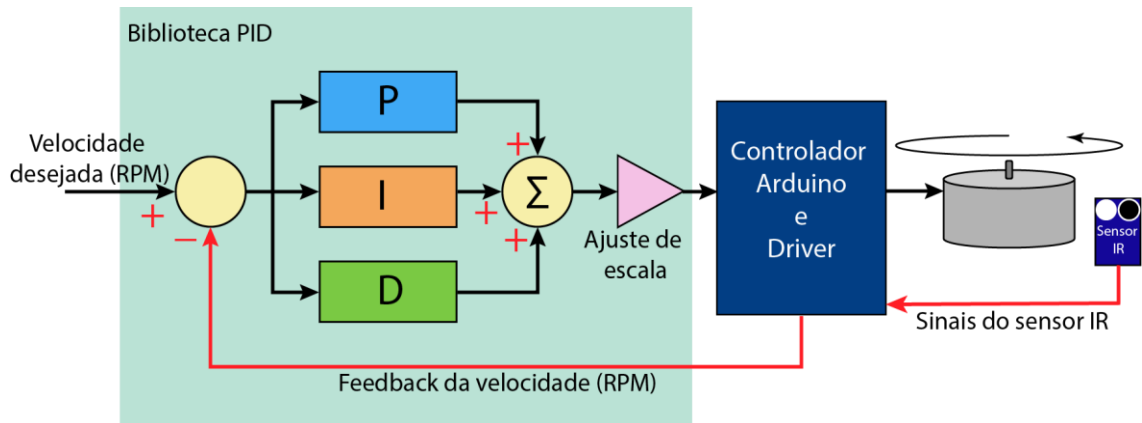 Biblioteca PID
Velocidade
desejada (RPM)
+
−
P
I
D
+
+
+
Σ
Ajuste de
escala
Controlador
Arduino
e
Driver
Sensor
IR
Sinais do sensor IR
Feedback da velocidade (RPM)